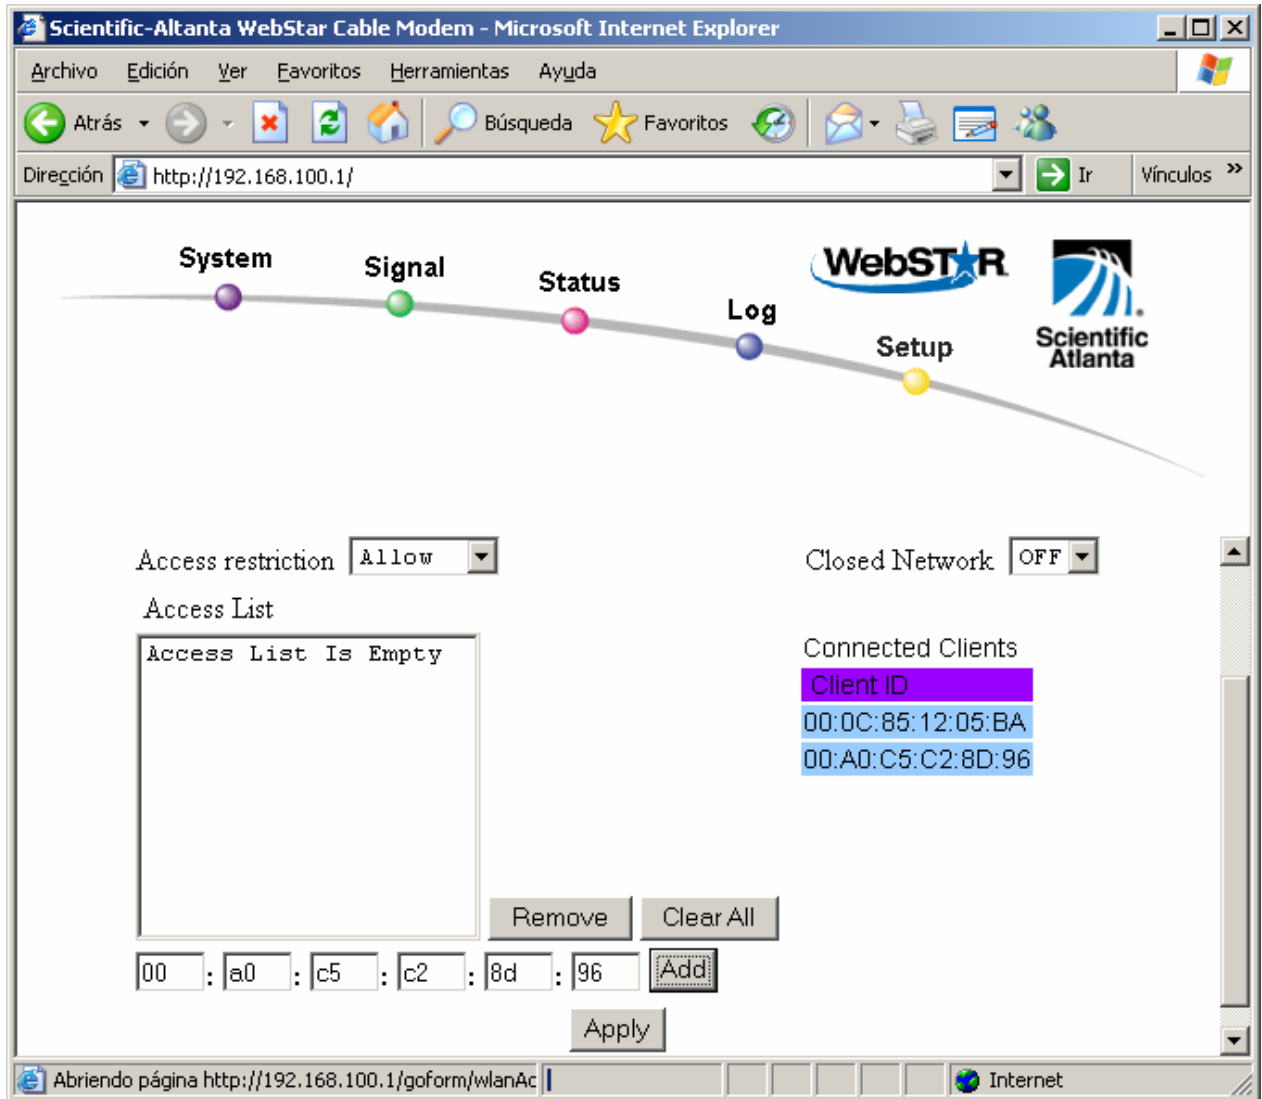 Scientific-Altanta WebStar Cable Modem - Microsoft Internet Explorer
Archivo Edición Ver Favoritos Herramientas Ayuda
Atrás Búsqueda Favoritos
Dirección http://192.168.100.1/ Ir Vínculos »
System
Signal
Status
Log
Setup
WebSTAR
Scientific
Atlanta
Access restriction Allow Closed Network OFF
Access List
Access List Is Empty
Connected Clients
Client ID
00:0C:85:12:05:BA
00:A0:C5:C2:8D:96
Remove Clear All
00 : a0 : c5 : c2 : 8d : 96 Add
Apply
Abriendo página http://192.168.100.1/goform/wlanAc Internet